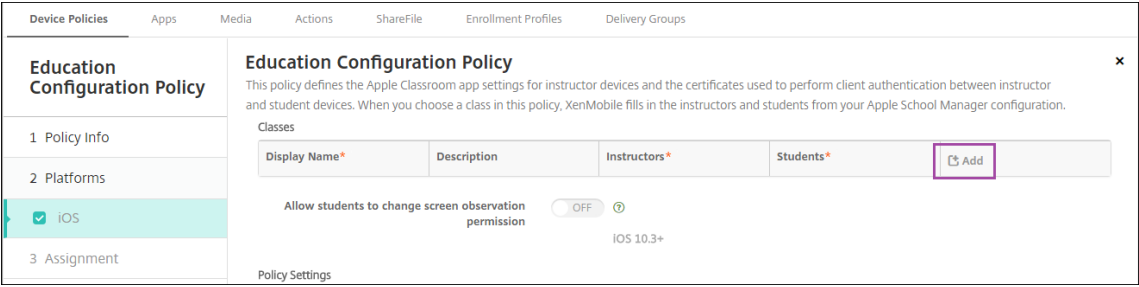 Device Policies Apps Media Actions ShareFile Enrollment Profiles Delivery Groups
Education
Configuration Policy
1 Policy Info
2 Platforms
iOS
3 Assignment
Education Configuration Policy
×
This policy defines the Apple Classroom app settings for instructor devices and the certificates used to perform client authentication between instructor
and student devices. When you choose a class in this policy, XenMobile fills in the instructors and students from your Apple School Manager configuration.
Classes
Display Name* Description Instructors* Students* Add
Allow students to change screen observation
permission
OFF ?
iOS 10.3+
Policy Settings